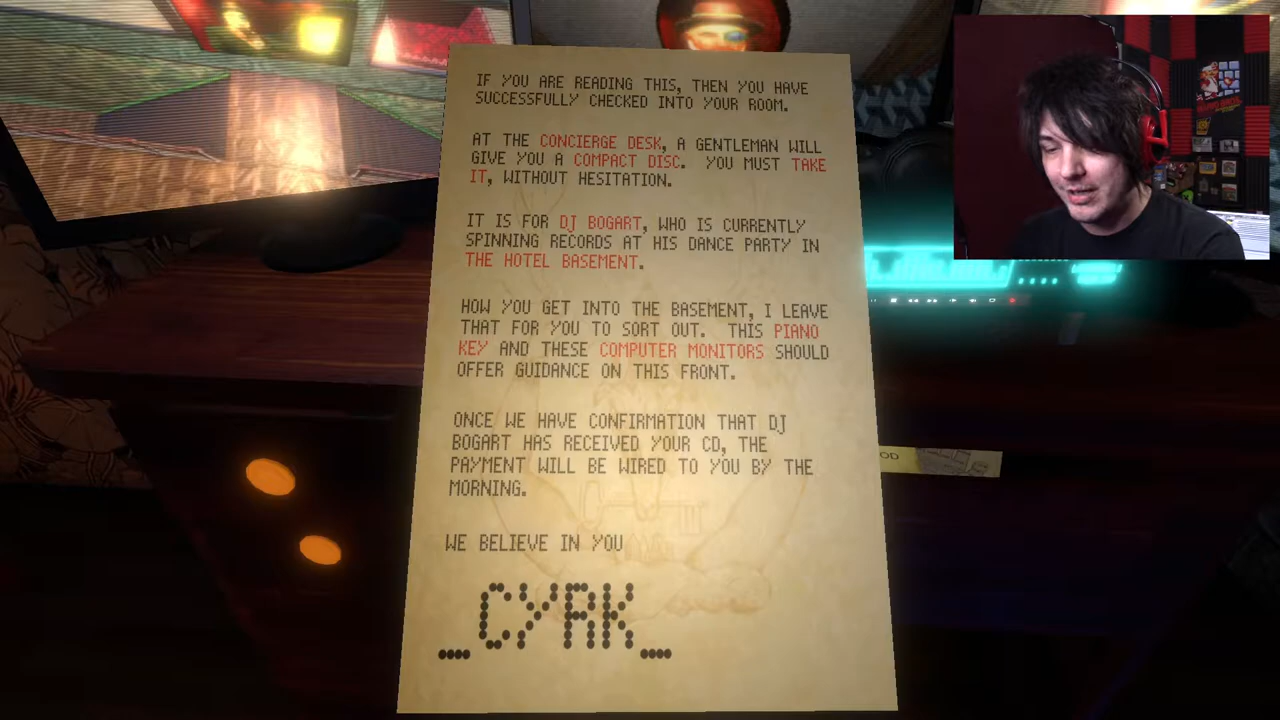 IF YOU ARE READING THIS, THEN YOU HAVE
SUCCESSFULLY CHECKED INTO YOUR ROOM.
AT THE CONCIERGE DESK, A GENTLEMAN WILL
GIVE YOU A COMPACT DISC. YOU MUST TAKE
IT, WITHOUT HESITATION.
IT IS FOR DJ BOGART, WHO IS CURRENTLY
SPINNING RECORDS AT HIS DANCE PARTY IN
THE HOTEL BASEMENT.
HOW YOU GET INTO THE BASEMENT, I LEAVE
THAT FOR YOU TO SORT OUT. THIS PIANO
KEY AND THESE COMPUTER MONITORS SHOULD
OFFER GUIDANCE ON THIS FRONT.
ONCE WE HAVE CONFIRMATION THAT DJ
BOGART HAS RECEIVED YOUR CD, THE
PAYMENT WILL BE WIRED TO YOU BY THE
MORNING.
WE BELIEVE IN YOU
_CYAK_
OD